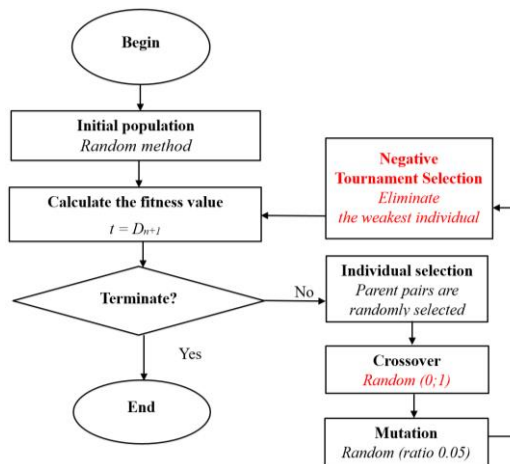 Begin
Initial population
Random method
Calculate the fitness value
t = Dₙ₊₁
Terminate?
No
Yes
End
Negative
Tournament Selection
Eliminate
the weakest individual
Individual selection
Parent pairs are
randomly selected
Crossover
Random (0;1)
Mutation
Random (ratio 0.05)